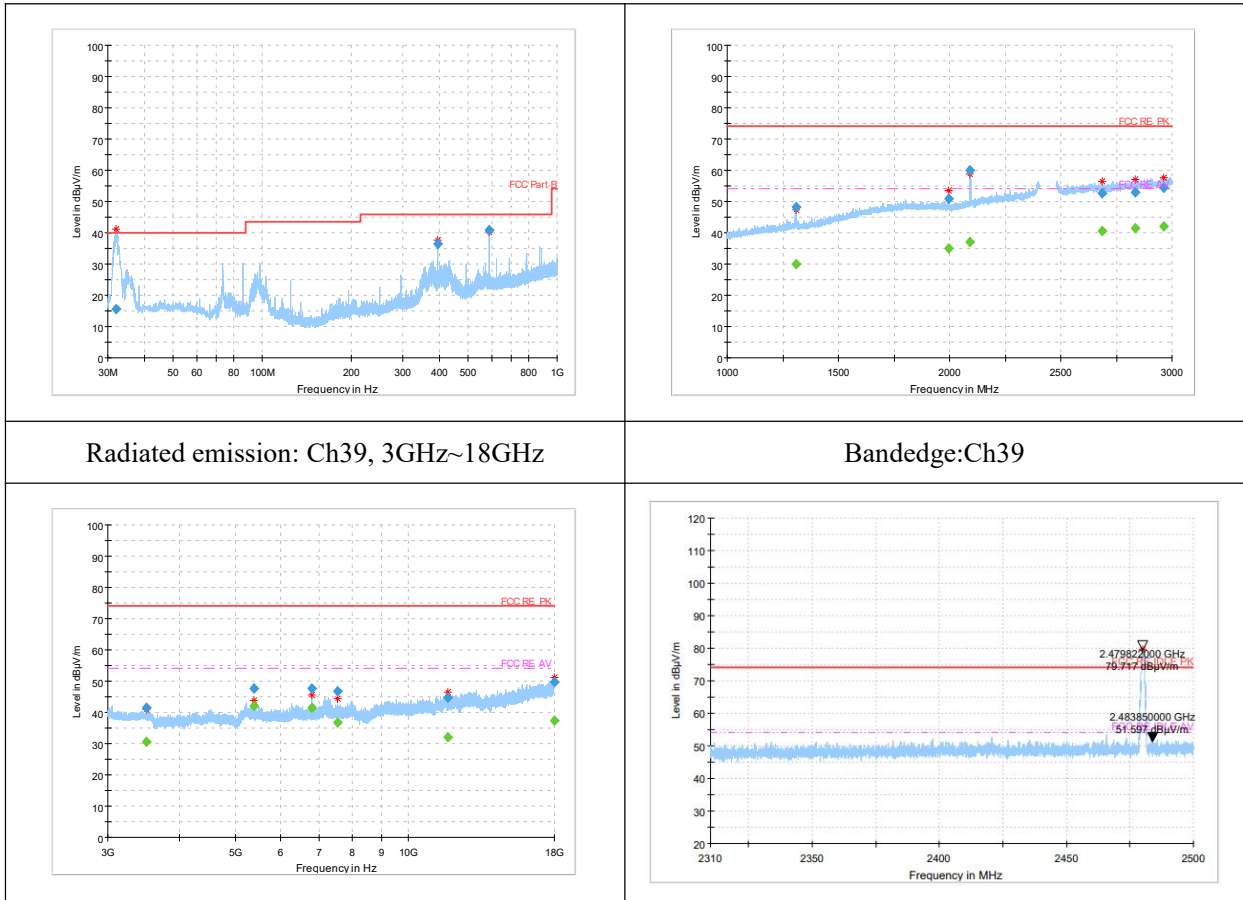 100
90
80
70
60
50
40
30
20
10
0
Level in dBµV/m
FCC Part B
30M 50 60 80 100M 200 300 400 500 800 1G
Frequency in Hz
100
90
80
70
60
50
40
30
20
10
0
Level in dBµV/m
FCC RE PK
1000 1500 2000 2500 3000
Frequency in MHz
Radiated emission: Ch39, 3GHz~18GHz
Bandedge:Ch39
100
90
80
70
60
50
40
30
20
10
0
Level in dBµV/m
FCC RE PK
FCC RE AV
3G 5G 6 7 8 9 10G 18G
Frequency in Hz
120
110
100
90
80
70
60
50
40
30
20
Level in dBµV/m
2.479822000 GHz
79.717 dBµV/m
2.483850000 GHz
51.597 dBµV/m
2310 2350 2400 2450 2500
Frequency in MHz